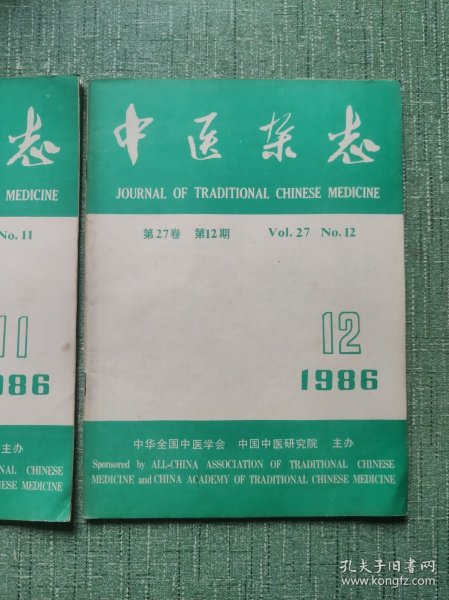 志
MEDICINE
No. 11
11
986
主办
NAL CHINESE
NESE MEDICINE
中医杂志
JOURNAL OF TRADITIONAL CHINESE MEDICINE
第27卷 第12期 Vol. 27 No. 12
12
1986
中华全国中医学会 中国中医研究院 主办
Sponsored by ALL-CHINA ASSOCIATION OF TRADITIONAL CHINESE
MEDICINE and CHINA ACADEMY OF TRADITIONAL CHINESE MEDICINE
孔夫子旧书网
www.kongfz.com